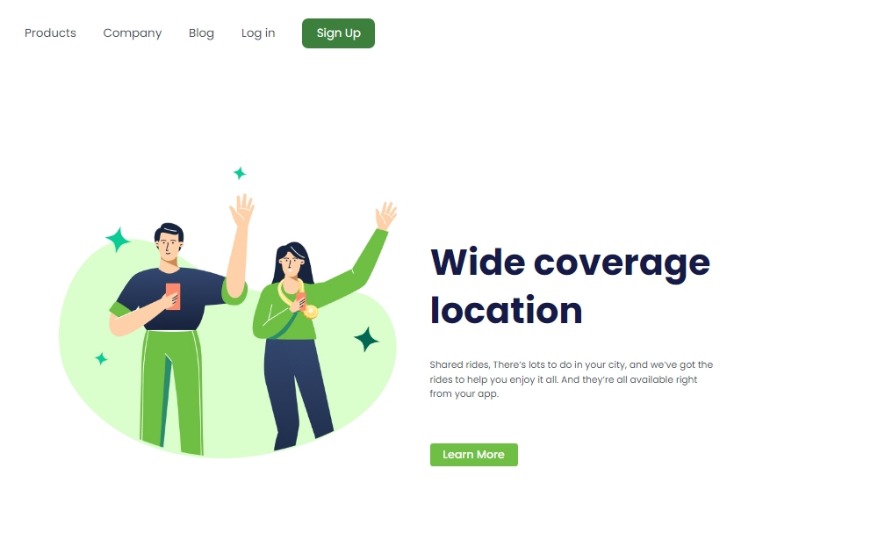 Products Company Blog Log in Sign Up
Wide coverage
location
Shared rides, There's lots to do in your city, and we've got the
rides to help you enjoy it all. And they're all available right
from your app.
Learn More